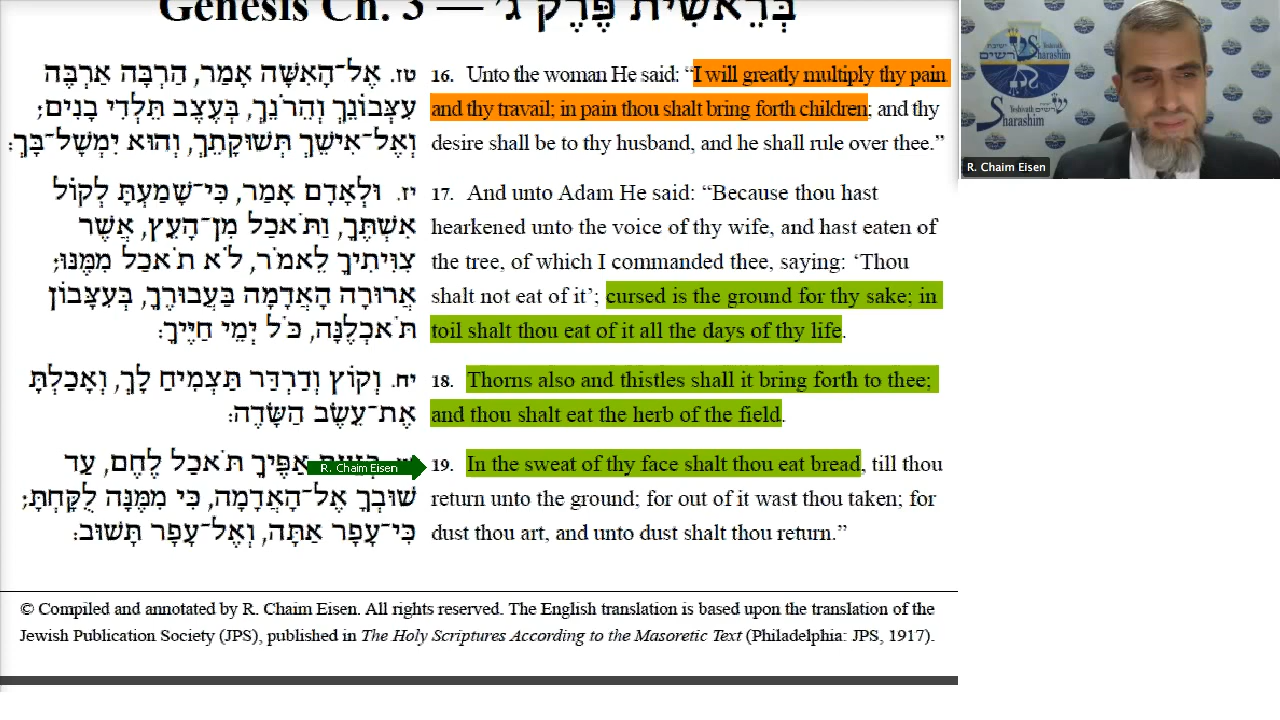 Genesis Ch. 3 — בְּרֵאשִׁית פֶּרֶק ג׳
טז. אֶל־הָאִשָּׁה אָמַר, הַרְבָּה אַרְבֶּה
עִצְּבוֹנֵךְ וְהֵרֹנֵךְ, בְּעֶצֶב תֵּלְדִי בָנִים;
וְאֶל־אִישֵׁךְ תְּשׁוּקָתֵךְ, וְהוּא יִמְשָׁל־בָּךְ:
16. Unto the woman He said: “I will greatly multiply thy pain
and thy travail; in pain thou shalt bring forth children; and thy
desire shall be to thy husband, and he shall rule over thee.”
יז. וּלְאָדָם אָמַר, כִּי־שָׁמַעְתָּ לְקוֹל
אִשְׁתֶּךָ, וַתֹּאכַל מִן־הָעֵץ, אֲשֶׁר
צִוִּיתִיךָ לֵאמֹר, לֹא תֹאכַל מִמֶּנּוּ;
אֲרוּרָה הָאֲדָמָה בַּעֲבוּרֶךָ, בְּעִצָּבוֹן
תֹּאכְלֶנָּה, כֹּל יְמֵי חַיֶּיךָ:
17. And unto Adam He said: “Because thou hast
hearkened unto the voice of thy wife, and hast eaten of
the tree, of which I commanded thee, saying: ‘Thou
shalt not eat of it’; cursed is the ground for thy sake; in
toil shalt thou eat of it all the days of thy life.
יח. וְקוֹץ וְדַרְדַּר תַּצְמִיחַ לָךְ, וְאָכַלְתָּ
אֶת־עֵשֶׂב הַשָּׂדֶה:
18. Thorns also and thistles shall it bring forth to thee;
and thou shalt eat the herb of the field.
אַפֶּיךָ תֹּאכַל לֶחֶם, עַד
שׁוּבְךָ אֶל־הָאֲדָמָה, כִּי מִמֶּנָּה לֻקָּחְתָּ;
כִּי־עָפָר אַתָּה, וְאֶל־עָפָר תָּשׁוּב:
R. Chaim Eisen
19. In the sweat of thy face shalt thou eat bread, till thou
return unto the ground; for out of it wast thou taken; for
dust thou art, and unto dust shalt thou return.”
© Compiled and annotated by R. Chaim Eisen. All rights reserved. The English translation is based upon the translation of the
Jewish Publication Society (JPS), published in The Holy Scriptures According to the Masoretic Text (Philadelphia: JPS, 1917).
Yeshivath
Sharashim
R. Chaim Eisen